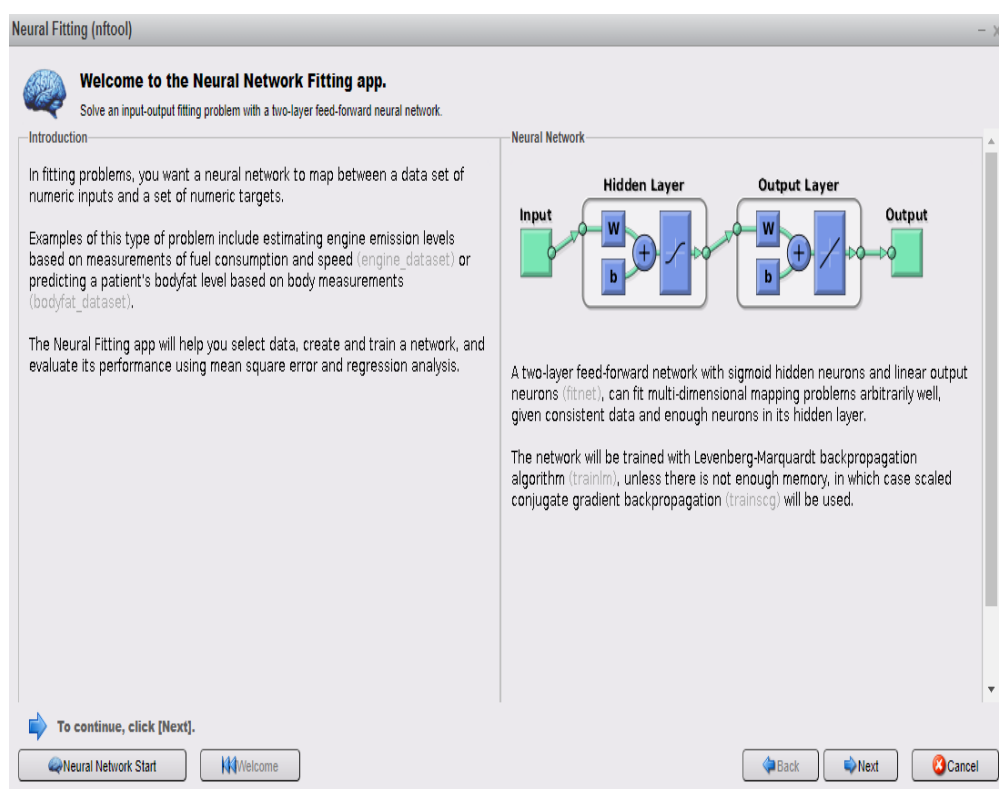 Neural Fitting (nftool)
Welcome to the Neural Network Fitting app.
Solve an input-output fitting problem with a two-layer feed-forward neural network.
Introduction
In fitting problems, you want a neural network to map between a data set of
numeric inputs and a set of numeric targets.
Examples of this type of problem include estimating engine emission levels
based on measurements of fuel consumption and speed (engine_dataset) or
predicting a patient's bodyfat level based on body measurements
(bodyfat_dataset).
The Neural Fitting app will help you select data, create and train a network, and
evaluate its performance using mean square error and regression analysis.
Neural Network
Hidden Layer
Output Layer
Input
Output
W
b
+
W
b
+
A two-layer feed-forward network with sigmoid hidden neurons and linear output
neurons (fitnet), can fit multi-dimensional mapping problems arbitrarily well,
given consistent data and enough neurons in its hidden layer.
The network will be trained with Levenberg-Marquardt backpropagation
algorithm (trainlm), unless there is not enough memory, in which case scaled
conjugate gradient backpropagation (trainscg) will be used.
To continue, click [Next].
Neural Network Start
Welcome
Back
Next
Cancel